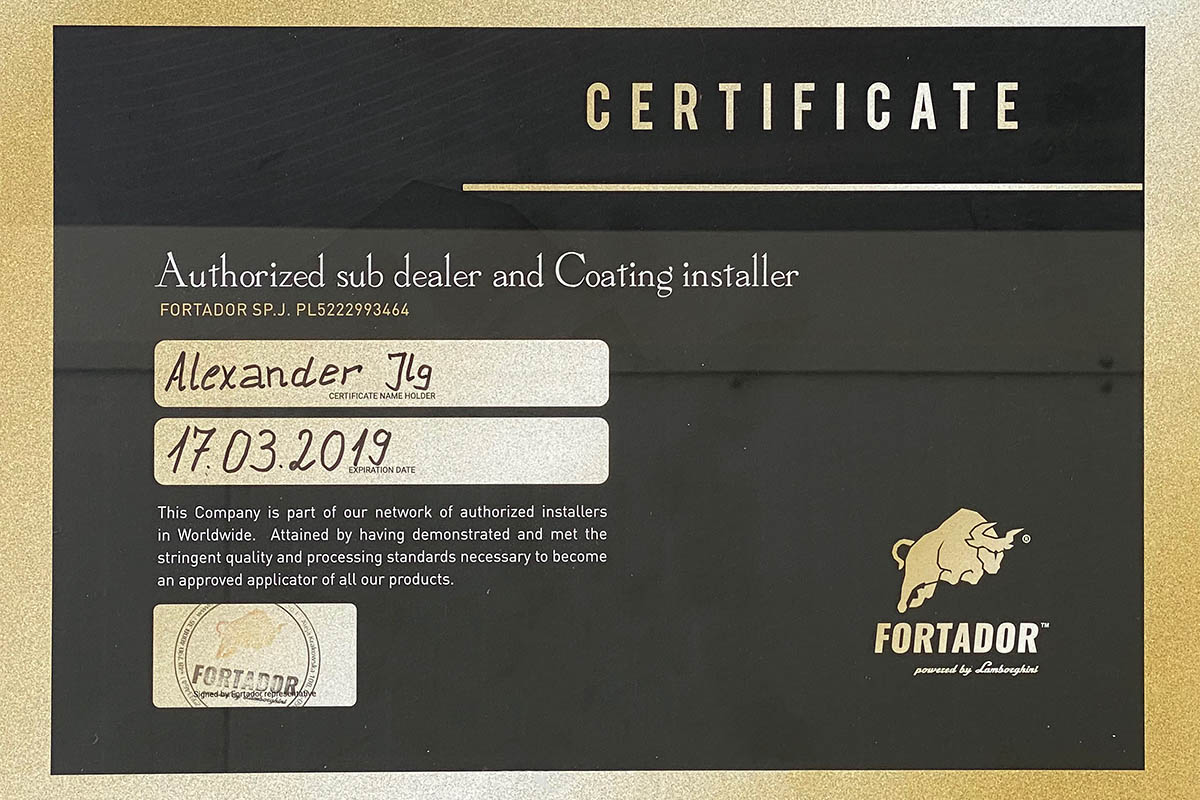 CERTIFICATE
Authorized sub dealer and Coating installer
FORTADOR SP.J. PL5222993464
Alexander Ilg
CERTIFICATE NAME HOLDER
17.03.2019
EXPIRATION DATE
This Company is part of our network of authorized installers
in Worldwide. Attained by having demonstrated and met the
stringent quality and processing standards necessary to become
an approved applicator of all our products.
®
FORTADOR™
powered by Lamborghini
FORTADOR
Signed by Fortador representative